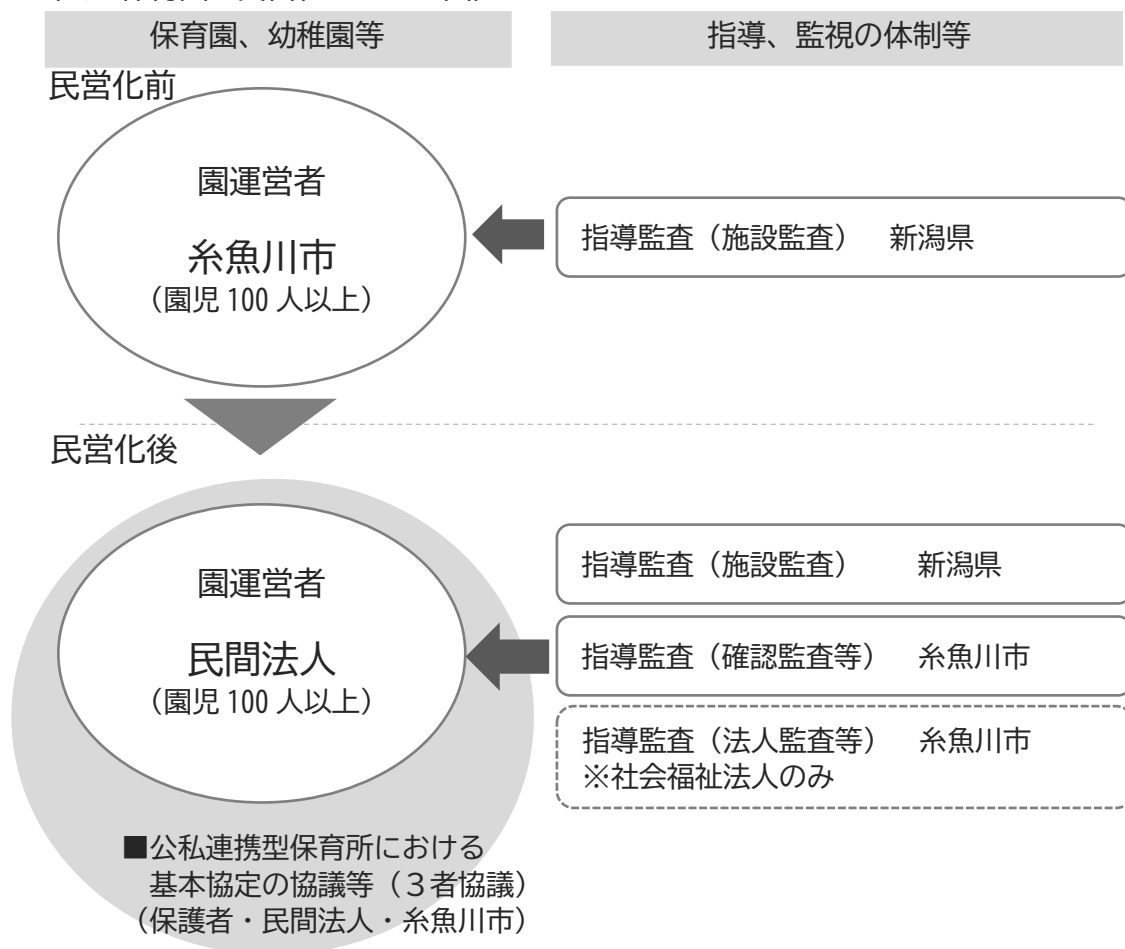 保育園、幼稚園等
指導、監視の体制等
民営化前
園運営者
糸魚川市
（園児 100 人以上）
指導監査（施設監査） 新潟県
民営化後
園運営者
民間法人
（園児 100 人以上）
指導監査（施設監査） 新潟県
指導監査（確認監査等） 糸魚川市
指導監査（法人監査等） 糸魚川市
※社会福祉法人のみ
■公私連携型保育所における
基本協定の協議等（３者協議）
（保護者・民間法人・糸魚川市）